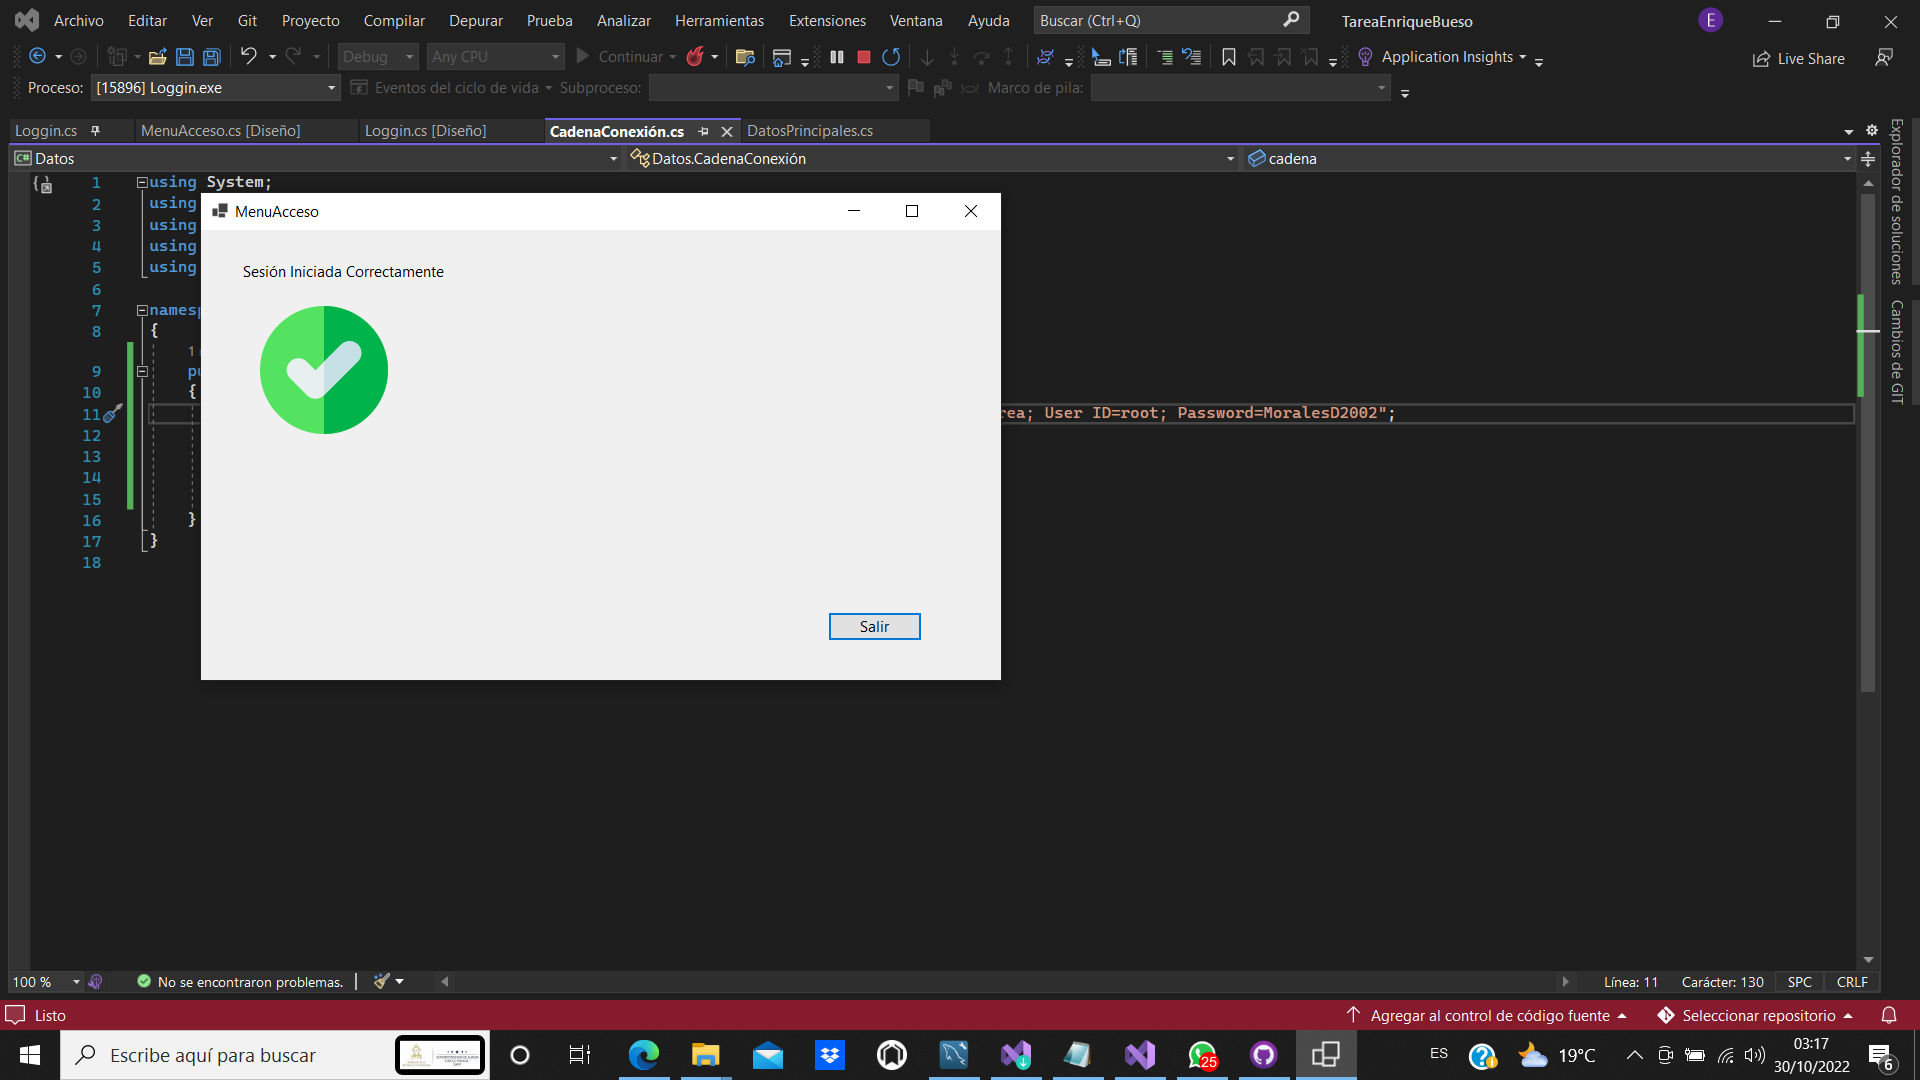 Archivo Editar Ver Git Proyecto Compilar Depurar Prueba Analizar Herramientas Extensiones Ventana Ayuda Buscar (Ctrl+Q) TareaEnriqueBueso E
Debug Any CPU Continuar Application Insights Live Share
Proceso: [15896] Loggin.exe Eventos del ciclo de vida Subproceso: Marco de pila:
Loggin.cs MenuAcceso.cs [Diseño] Loggin.cs [Diseño] CadenaConexión.cs DatosPrincipales.cs
C# Datos Datos.CadenaConexión cadena
Explorador de soluciones
Cambios de GIT
1 using System;
2 using
3 using
4 using
5 using
6
7 namesp
8 {
1
9 pu
10 {
11 rea; User ID=root; Password=MoralesD2002";
12
13
14
15
16 }
17 }
18
MenuAcceso
Sesión Iniciada Correctamente
Salir
100 % No se encontraron problemas. Línea: 11 Carácter: 130 SPC CRLF
Listo Agregar al control de código fuente Seleccionar repositorio
Escribe aquí para buscar 25 ES 19°C 03:17
30/10/2022 6